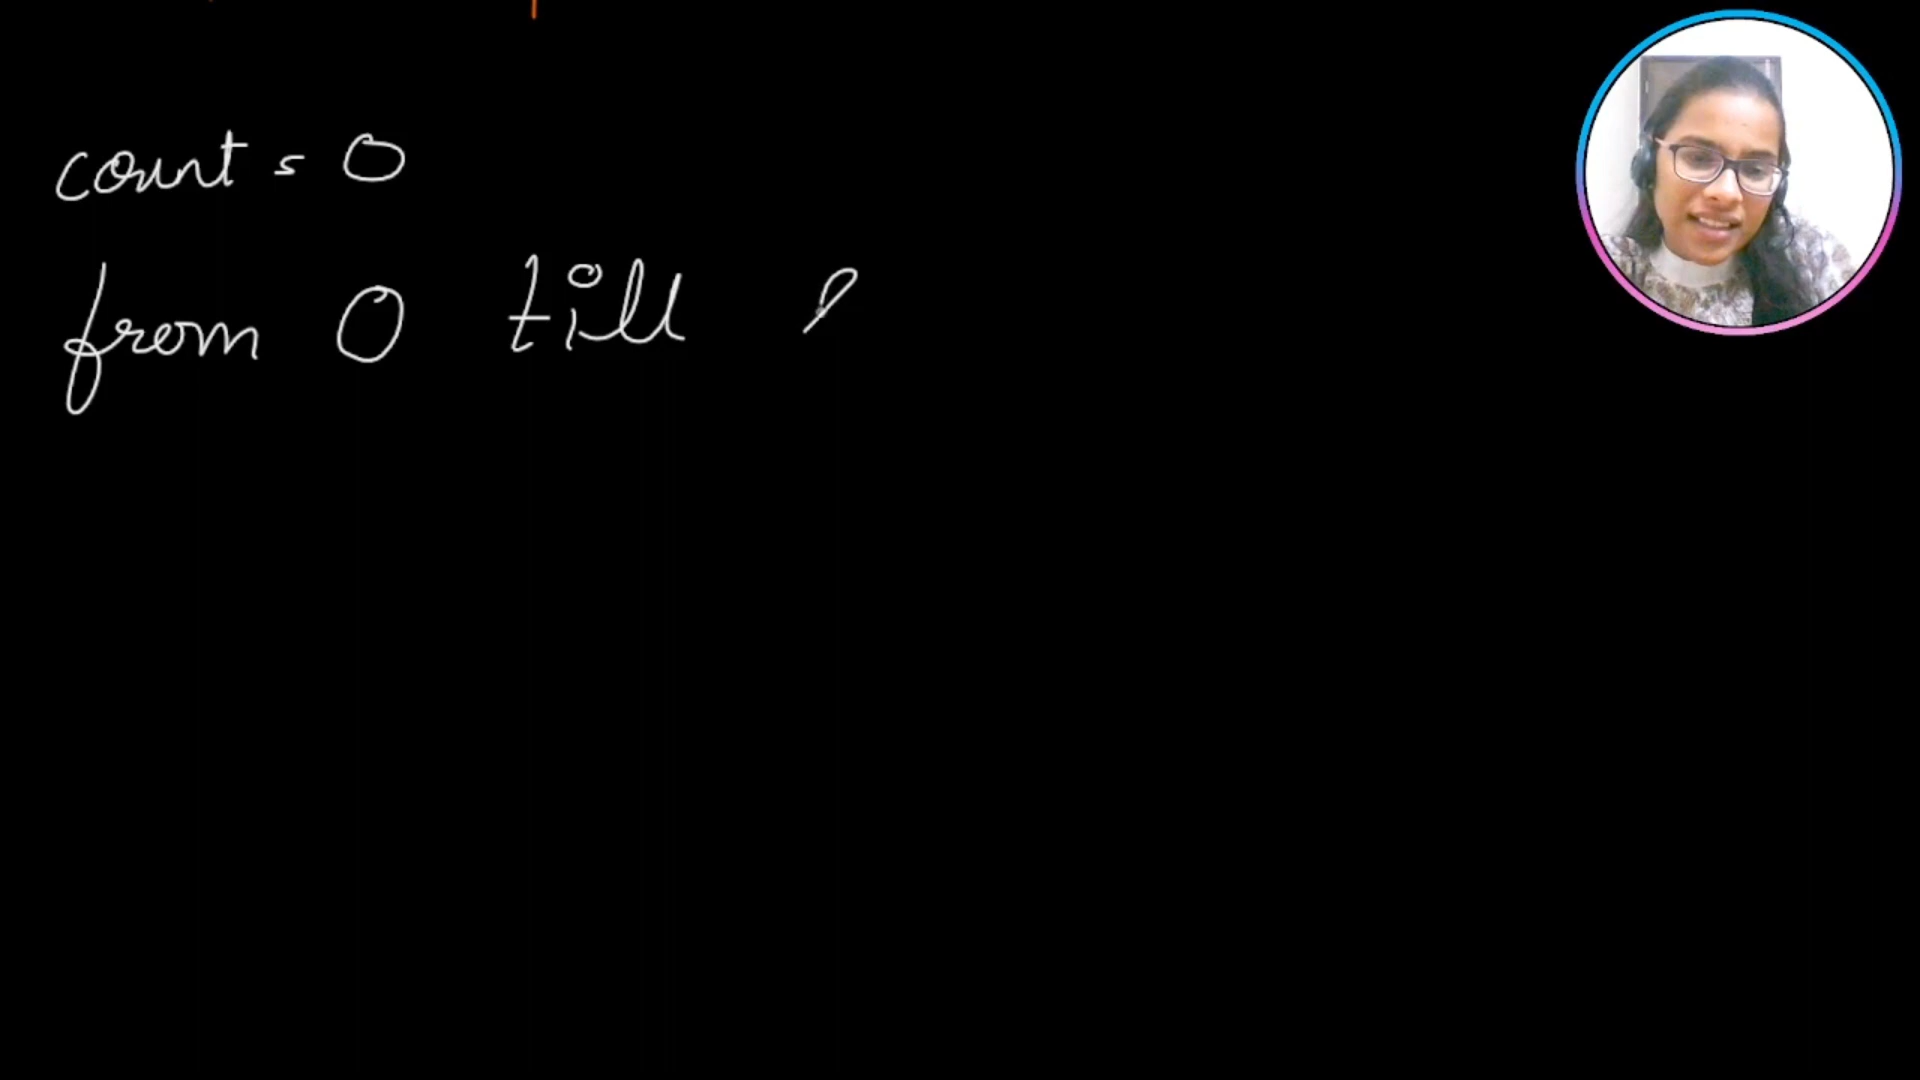 count = 0
from 0 till